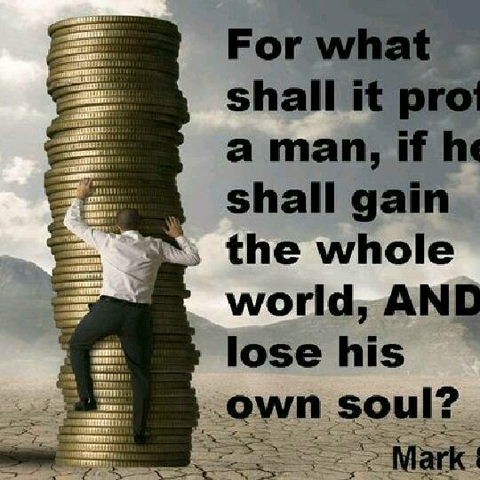 For what
shall it prof
a man, if he
shall gain
the whole
world, AND
lose his
own soul?
Mark 8